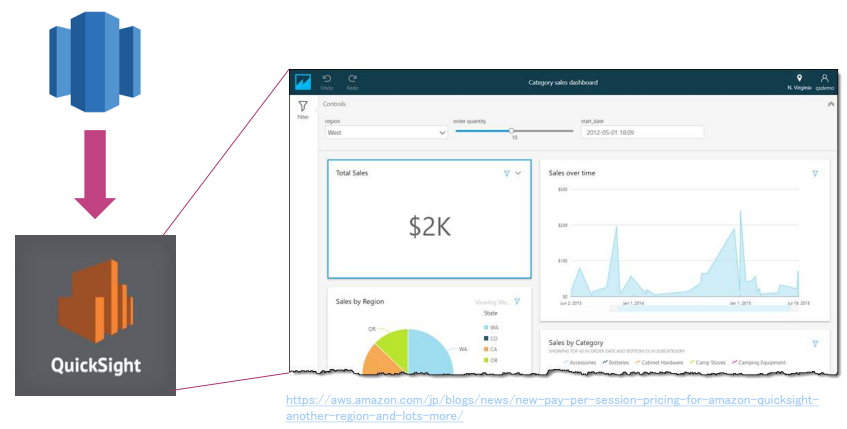 Undo
Redo
Category sales dashboard
N. Virginia
qsdemo
Filter
Controls
region
order quantity
start_date
West
10
2012-05-01 18:09
Total Sales
$2K
Sales over time
$200
$100
$0
Jun 2, 2013
Jan 1, 2014
Jan 1, 2015
Jul 19, 2015
Sales by Region
Viewing We...
State
WA
CO
CA
OR
OR
WA
Sales by Category
SHOWING TOP 45 IN ORDER DATE AND BOTTOM 25 IN SUBCATEGORY
Accessories
Batteries
Cabinet Hardware
Camp Stoves
Camping Equipment
QuickSight
https://aws.amazon.com/jp/blogs/news/new-pay-per-session-pricing-for-amazon-quicksight-
another-region-and-lots-more/